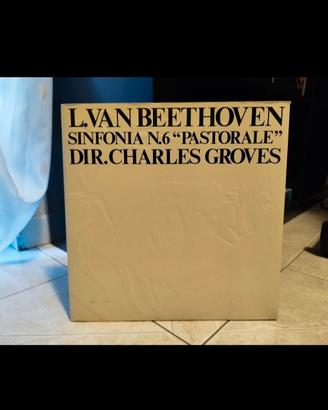 L.VAN BEETHOVEN
SINFONIA N.6 “PASTORALE”
DIR. CHARLES GROVES